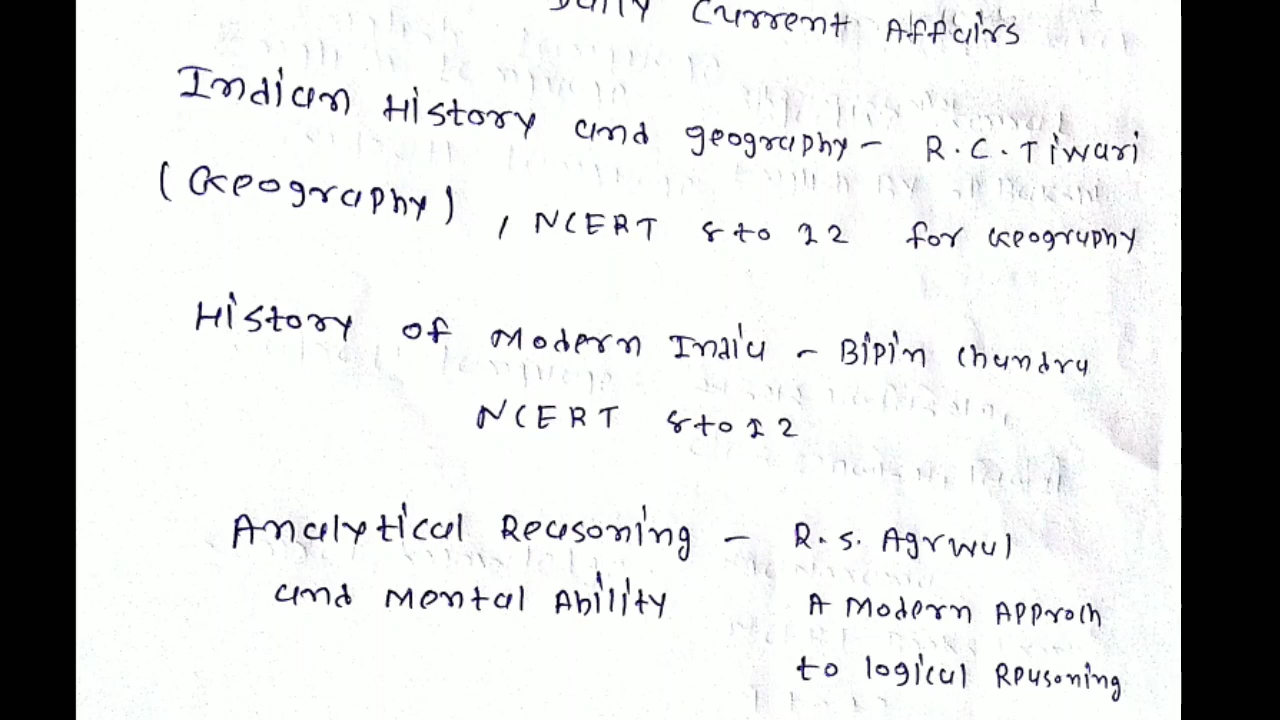 Daily Current Affairs
Indian History and geography - R.C. Tiwari
(Geography), NCERT 8 to 12 for Geography
History of Modern India - Bipin Chandra
NCERT 8 to 12
Analytical Reasoning - R.S. Agrwal
and Mental Ability A Modern Approch
to logical Reasoning